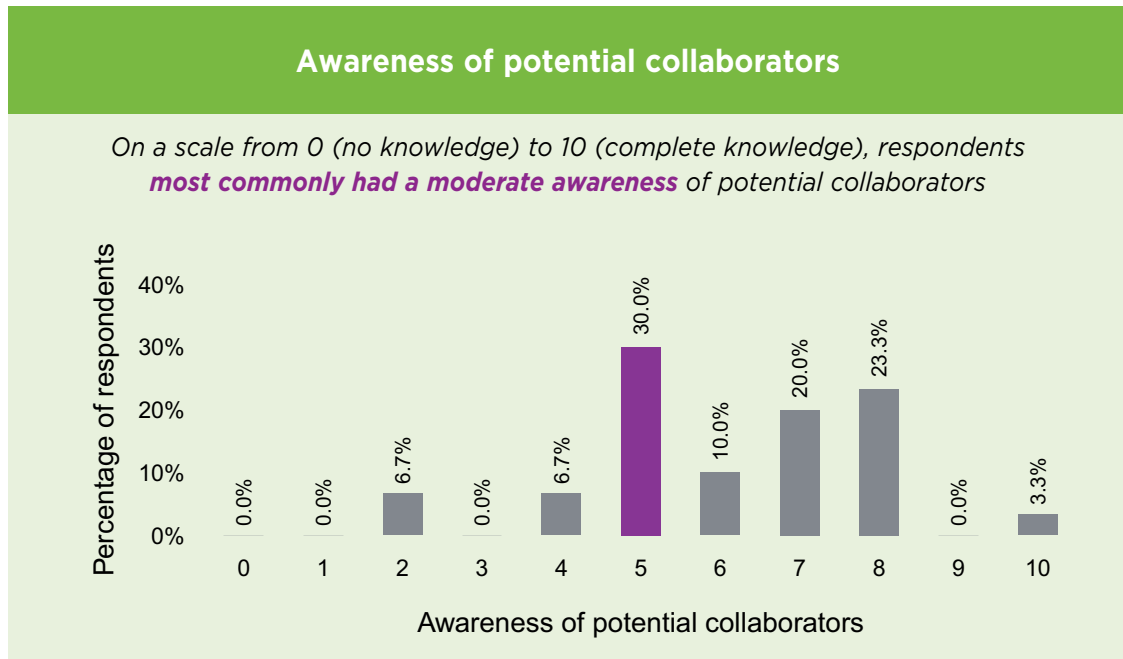 Awareness of potential collaborators
On a scale from 0 (no knowledge) to 10 (complete knowledge), respondents
most commonly had a moderate awareness of potential collaborators
Percentage of respondents
40%
30%
20%
10%
0%
0.0%
0.0%
6.7%
0.0%
6.7%
30.0%
10.0%
20.0%
23.3%
0.0%
3.3%
0 1 2 3 4 5 6 7 8 9 10
Awareness of potential collaborators